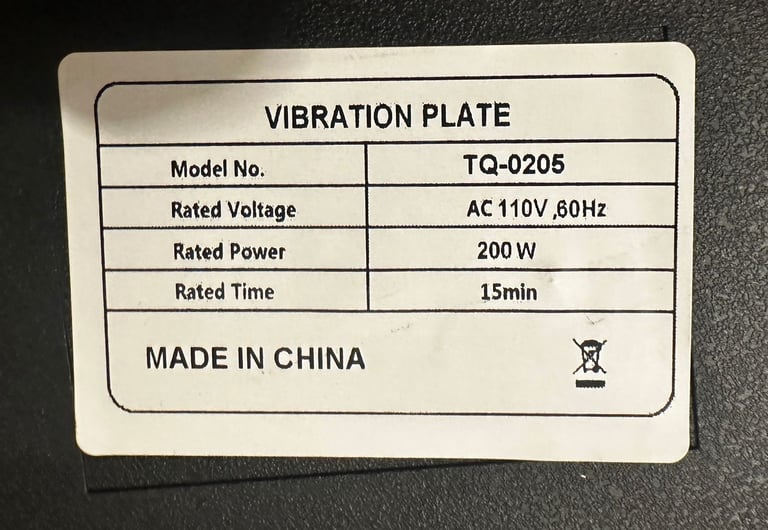 VIBRATION PLATE
Model No. TQ-0205
Rated Voltage AC 110V ,60Hz
Rated Power 200 W
Rated Time 15min
MADE IN CHINA